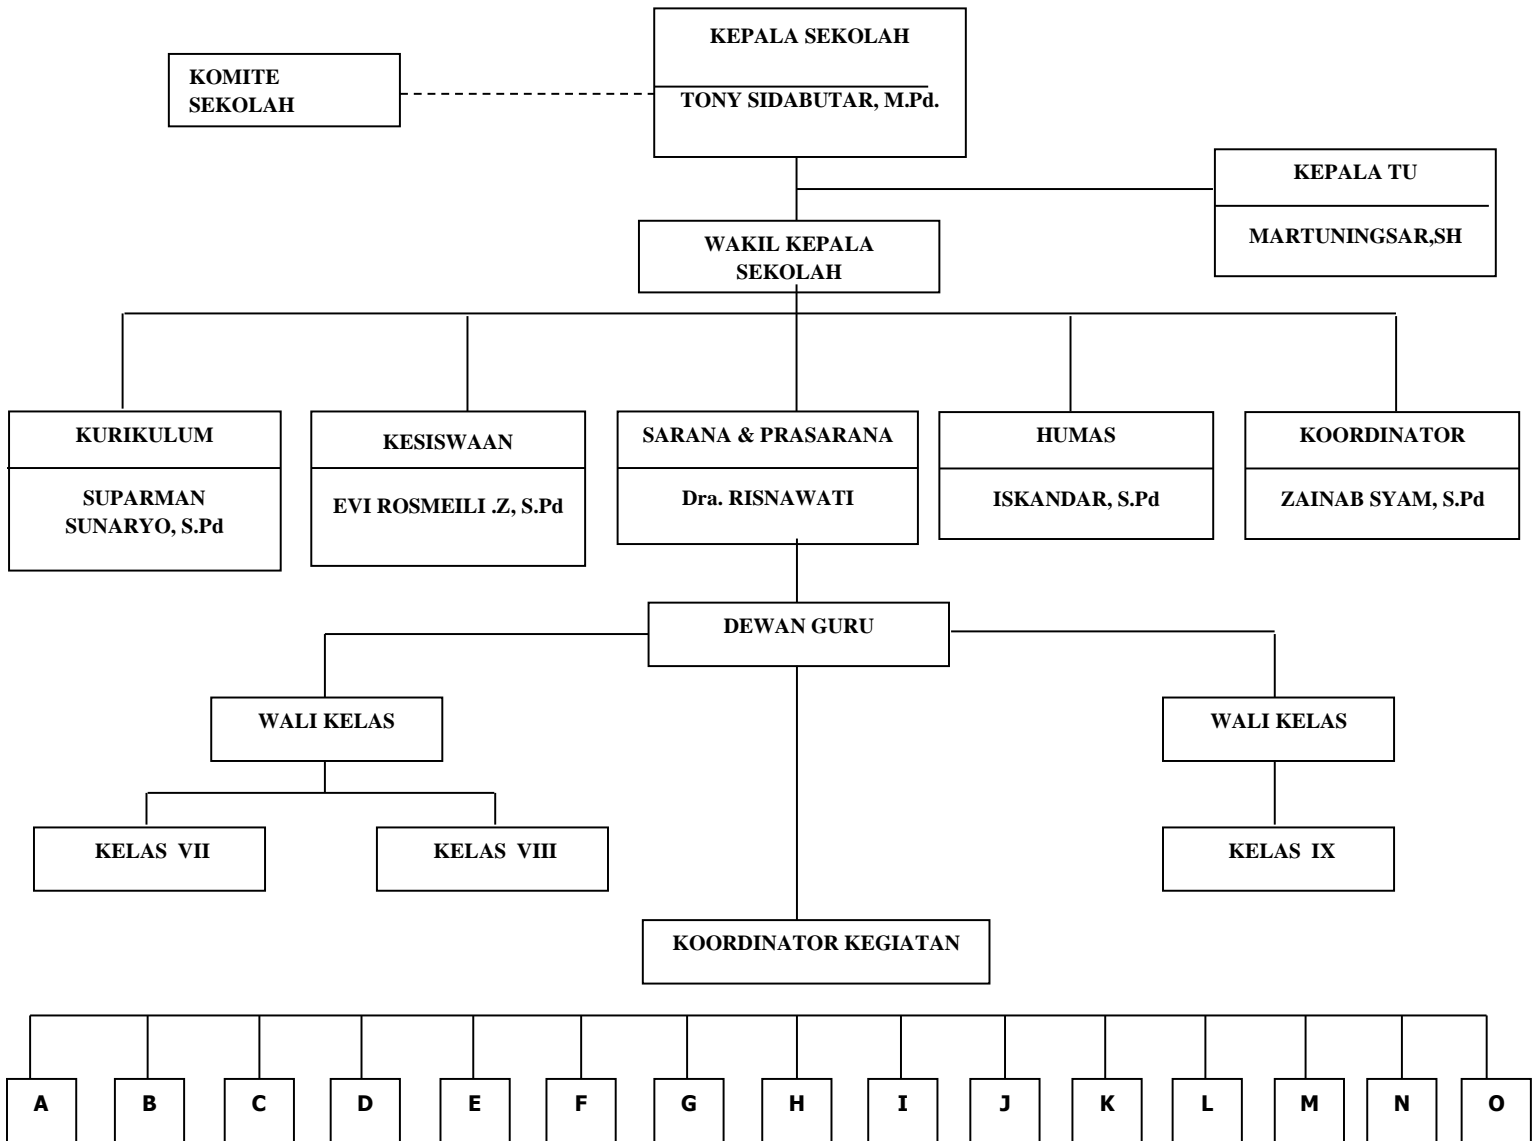 KEPALA SEKOLAH
KOMITE
SEKOLAH
TONY SIDABUTAR, M.Pd.
KEPALA TU
MARTUNINGSAR,SH
WAKIL KEPALA
SEKOLAH
KURIKULUM
SUPARMAN
SUNARYO, S.Pd
KESISWAAN
EVI ROSMEILI .Z, S.Pd
SARANA & PRASARANA
Dra. RISNAWATI
HUMAS
ISKANDAR, S.Pd
KOORDINATOR
ZAINAB SYAM, S.Pd
DEWAN GURU
WALI KELAS
WALI KELAS
KELAS VII
KELAS VIII
KELAS IX
KOORDINATOR KEGIATAN
A
B
C
D
E
F
G
H
I
J
K
L
M
N
O